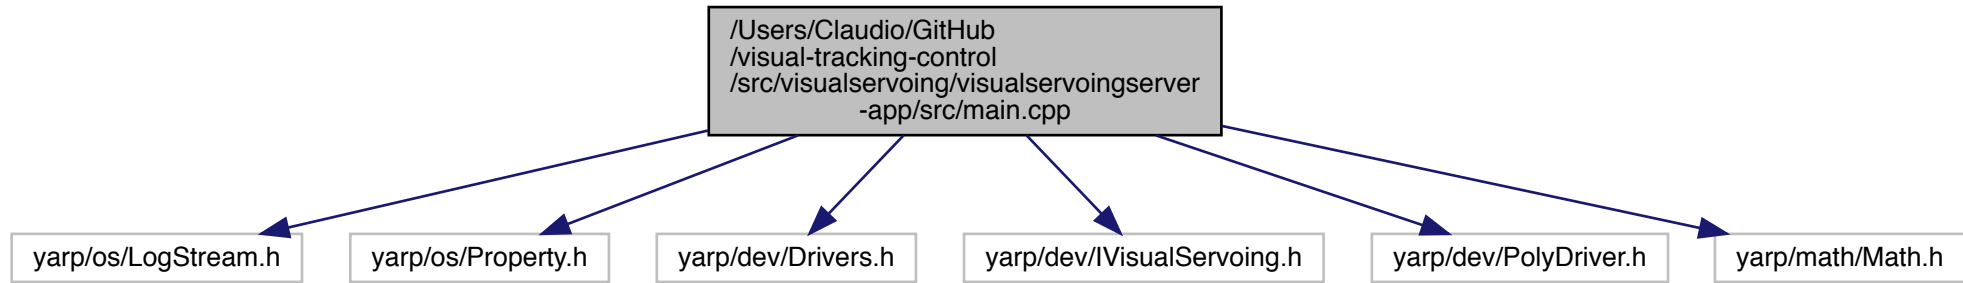 /Users/Claudio/GitHub
/visual-tracking-control
/src/visualservoing/visualservoingserver
-app/src/main.cpp
yarp/os/LogStream.h
yarp/os/Property.h
yarp/dev/Drivers.h
yarp/dev/IVisualServoing.h
yarp/dev/PolyDriver.h
yarp/math/Math.h